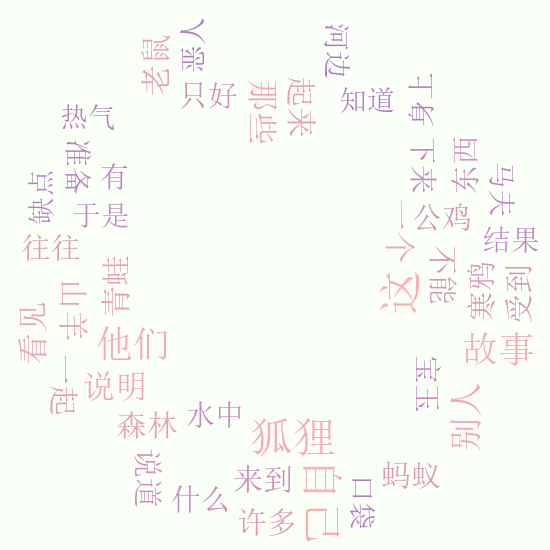 恶人
老鼠
河边
只好
那些
起来
知道
上身
热气
准备
有
缺点
于是
下来
东西
马大
一公鸡
往往
这个
不能
结果
寒鸦
受到
青蛙
山羊
看见
他们
故事
一起
说明
宝玉
别人
森林
水中
狐狸
说道
什么
来到
自己
口袋
蚂蚁
许多